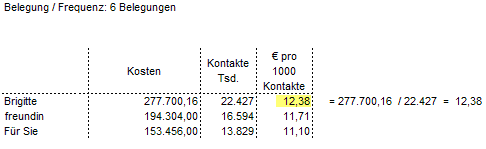 Belegung / Frequenz: 6 Belegungen
Kosten Kontakte Tsd. € pro 1000 Kontakte
Brigitte 277.700,16 22.427 12,38 = 277.700,16 / 22.427 = 12,38
freundin 194.304,00 16.594 11,71
Für Sie 153.456,00 13.829 11,10